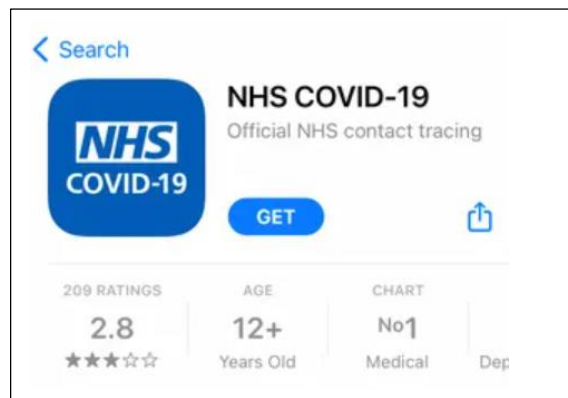 Search
NHS COVID-19
Official NHS contact tracing
NHS
COVID-19
GET
209 RATINGS AGE CHART
2.8 12+ No1
★★★☆☆ Years Old Medical Dep